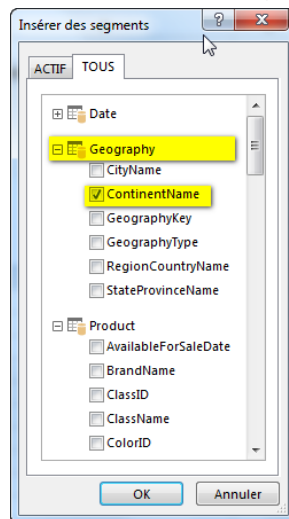 Insérer des segments
ACTIF TOUS
Date
Geography
CityName
ContinentName
GeographyKey
GeographyType
RegionCountryName
StateProvinceName
Product
AvailableForSaleDate
BrandName
ClassID
ClassName
ColorID
OK Annuler